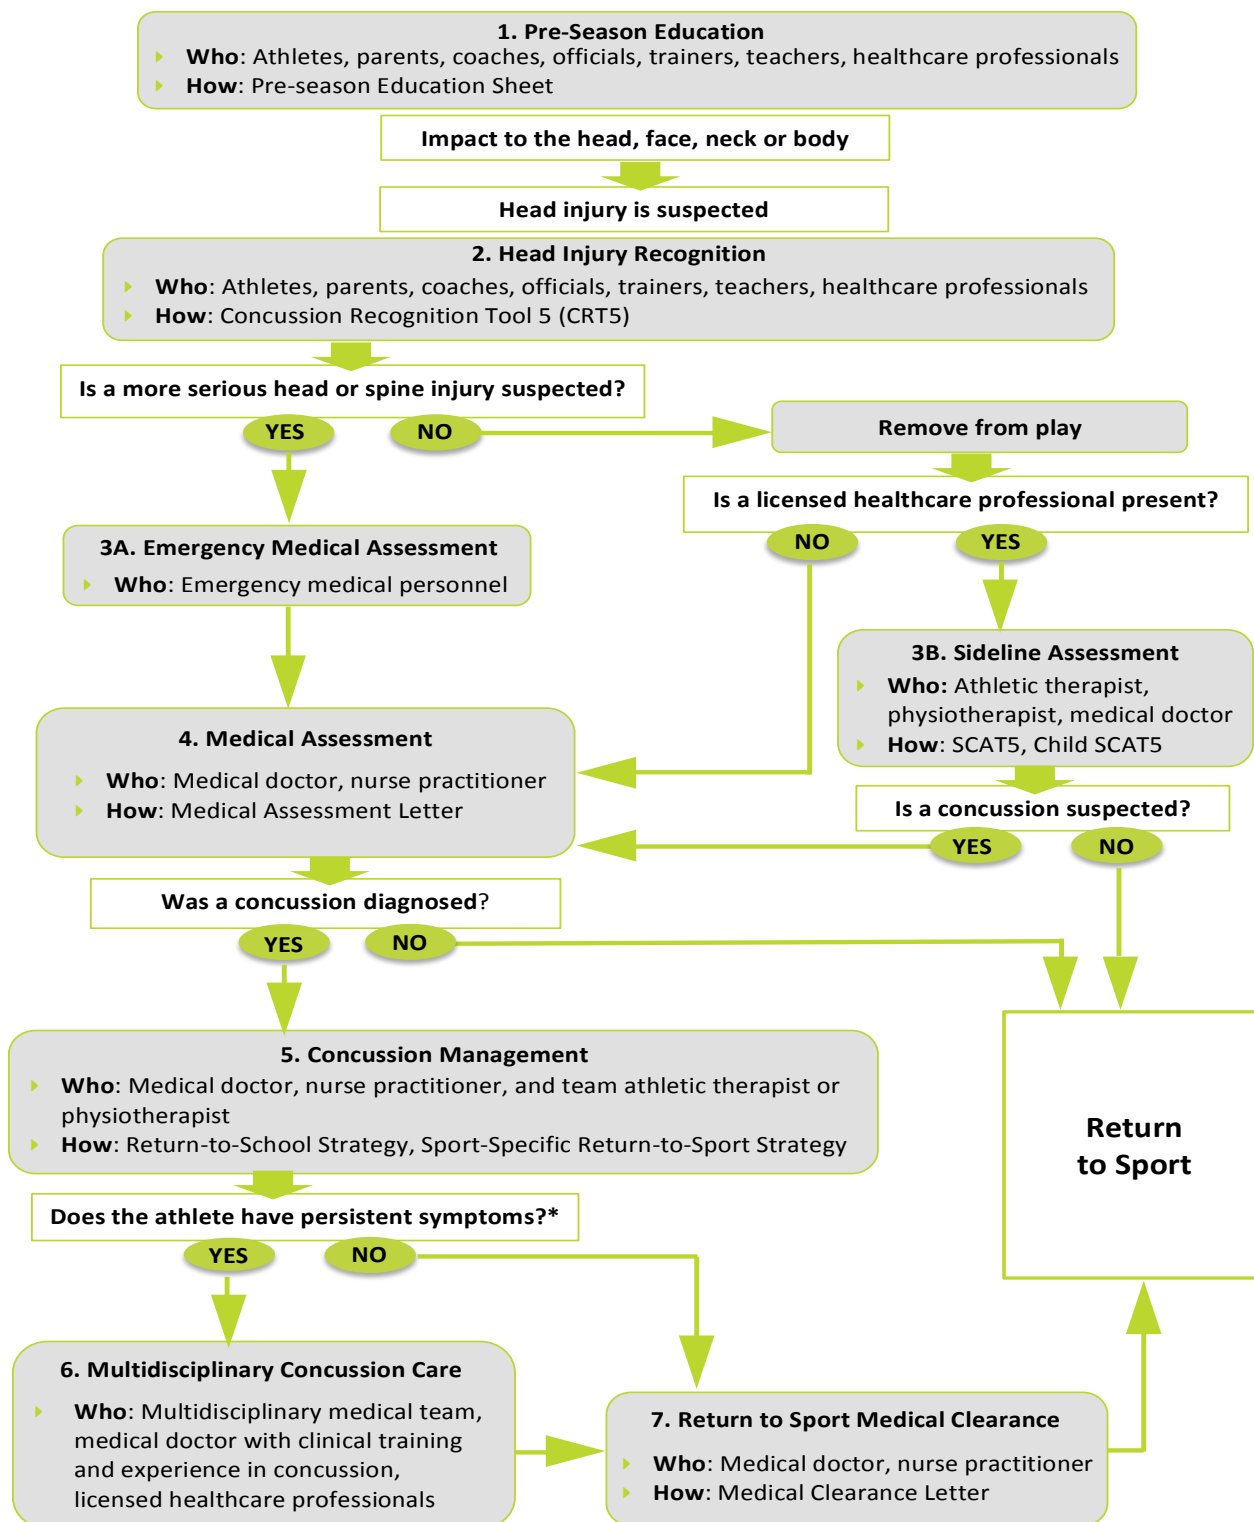 1. Pre-Season Education
Who: Athletes, parents, coaches, officials, trainers, teachers, healthcare professionals
How: Pre-season Education Sheet
Impact to the head, face, neck or body
Head injury is suspected
2. Head Injury Recognition
Who: Athletes, parents, coaches, officials, trainers, teachers, healthcare professionals
How: Concussion Recognition Tool 5 (CRT5)
Is a more serious head or spine injury suspected?
YES
NO
Remove from play
Is a licensed healthcare professional present?
NO
YES
3A. Emergency Medical Assessment
Who: Emergency medical personnel
3B. Sideline Assessment
Who: Athletic therapist,
physiotherapist, medical doctor
How: SCAT5, Child SCAT5
4. Medical Assessment
Who: Medical doctor, nurse practitioner
How: Medical Assessment Letter
Is a concussion suspected?
YES
NO
Was a concussion diagnosed?
YES
NO
5. Concussion Management
Who: Medical doctor, nurse practitioner, and team athletic therapist or
physiotherapist
How: Return-to-School Strategy, Sport-Specific Return-to-Sport Strategy
Return
to Sport
Does the athlete have persistent symptoms?*
YES
NO
6. Multidisciplinary Concussion Care
Who: Multidisciplinary medical team,
medical doctor with clinical training
and experience in concussion,
licensed healthcare professionals
7. Return to Sport Medical Clearance
Who: Medical doctor, nurse practitioner
How: Medical Clearance Letter